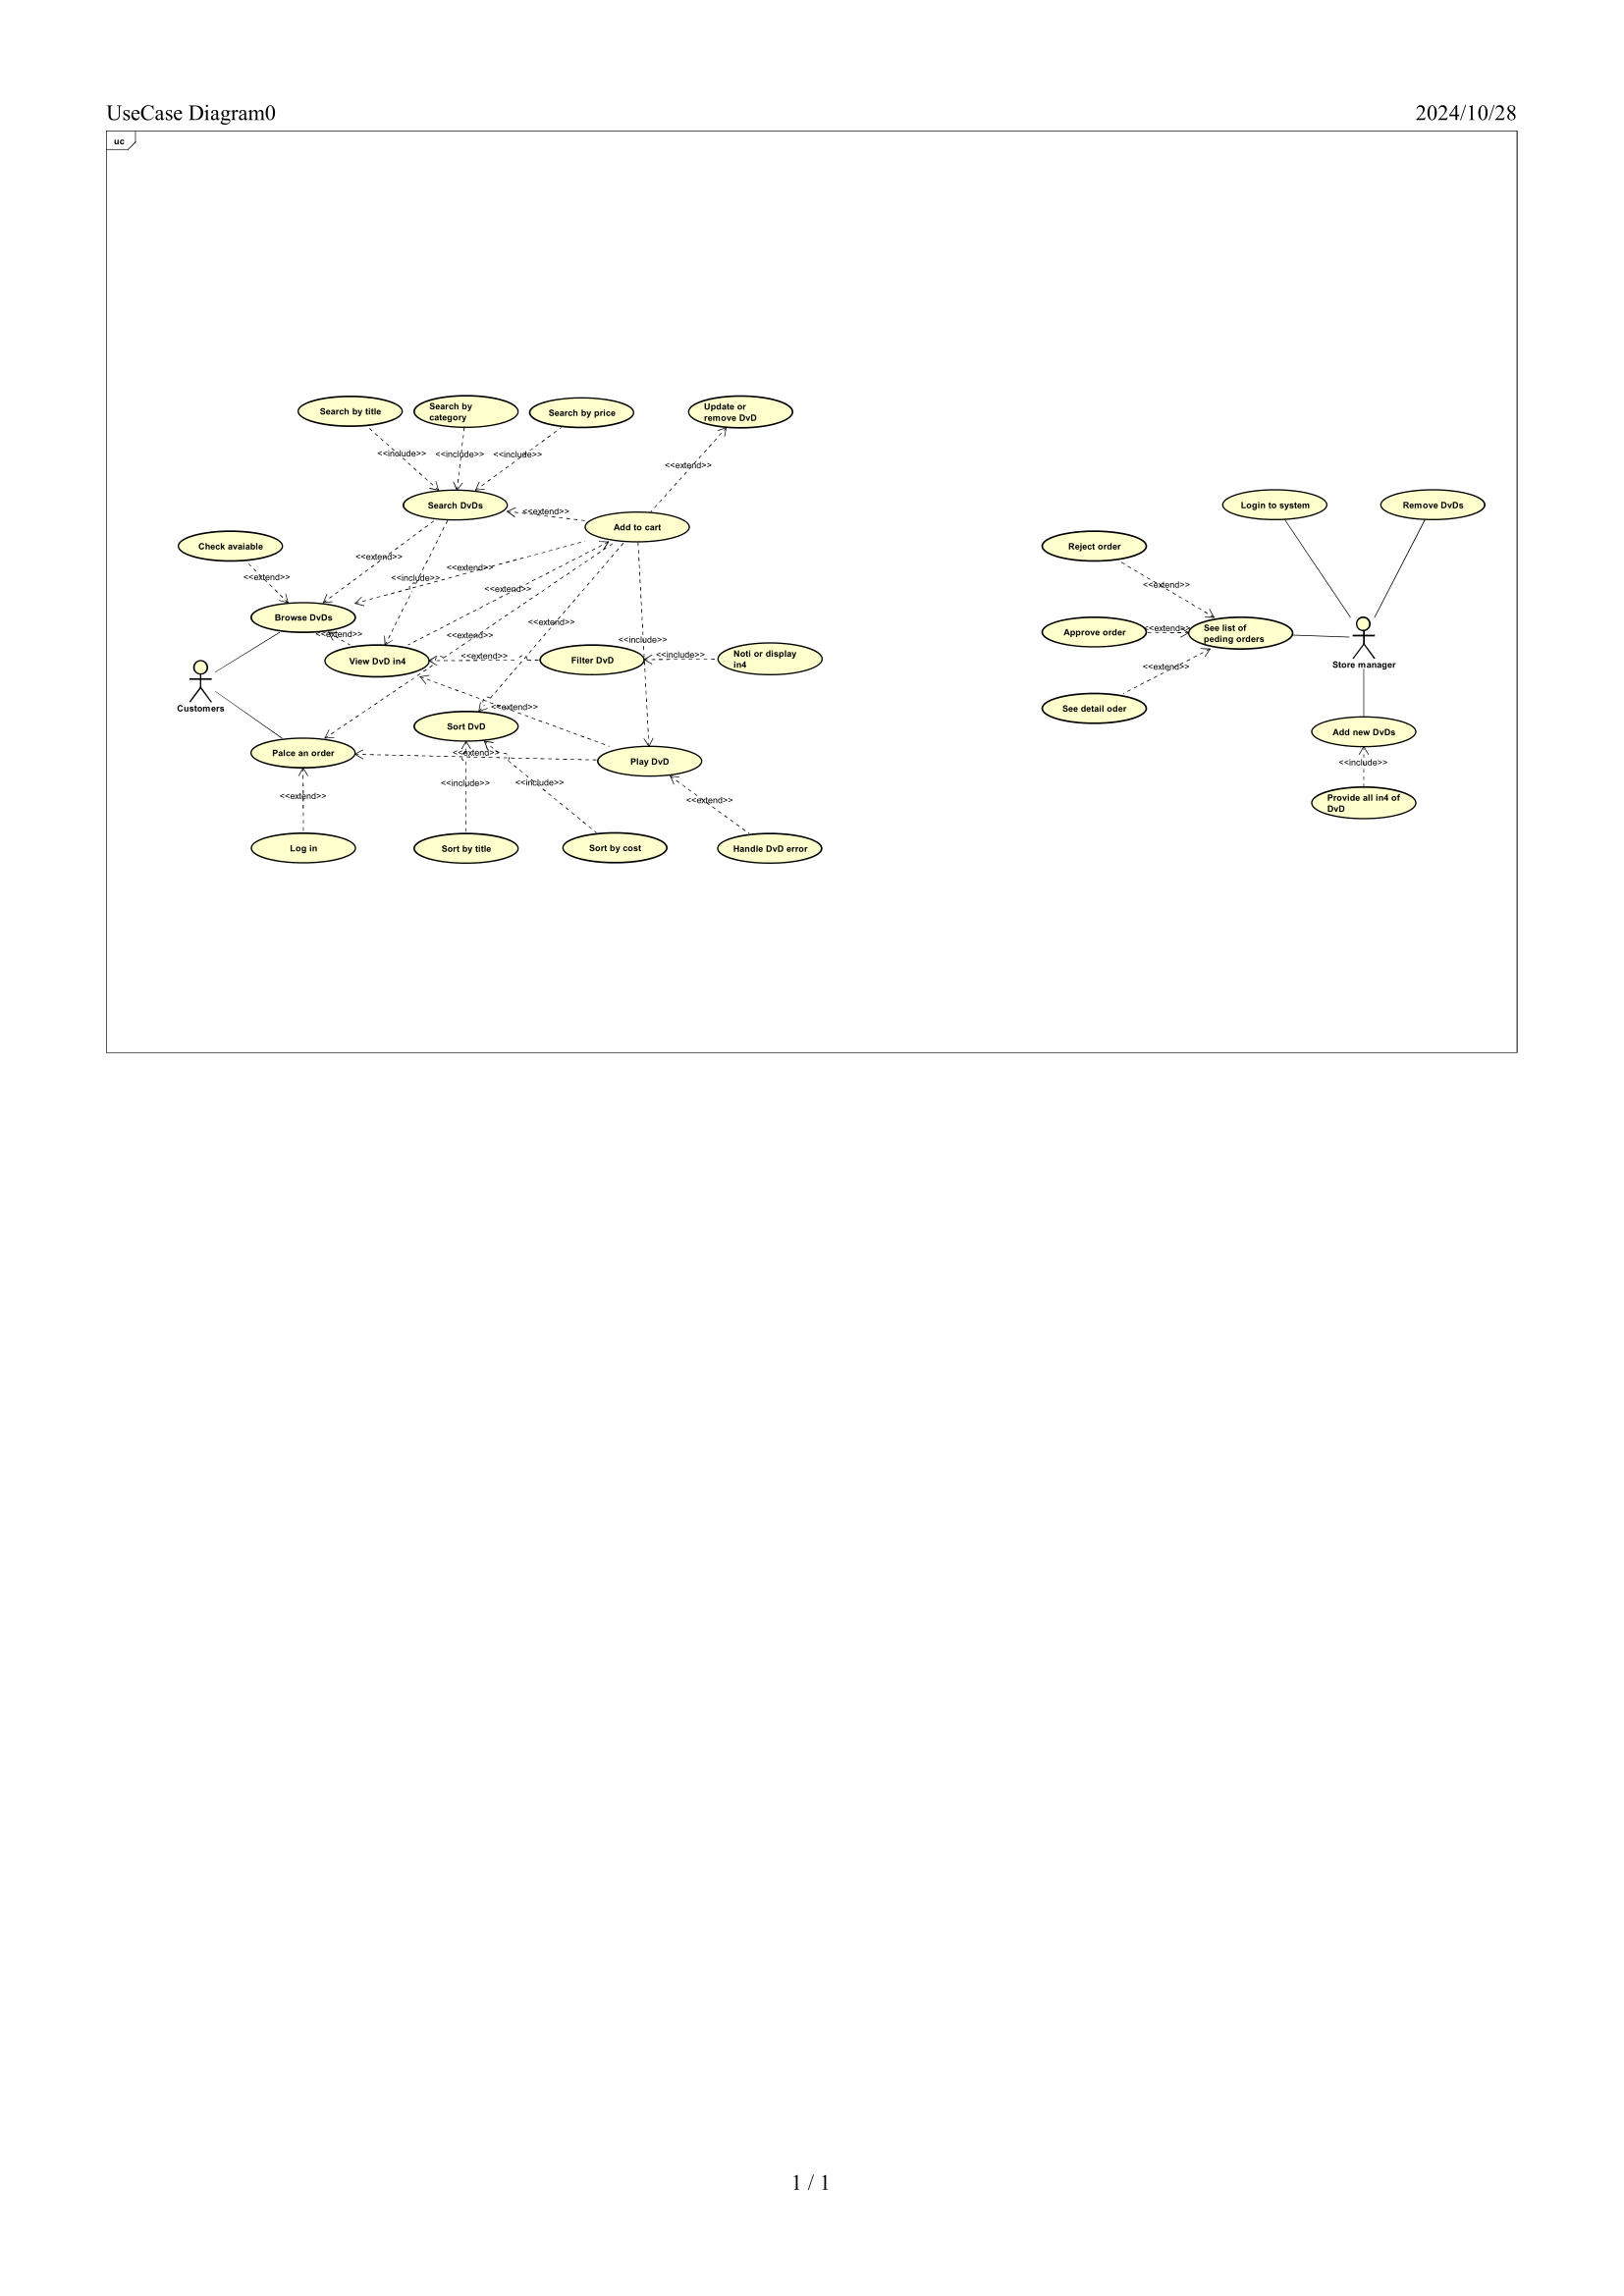 UseCase Diagram0
2024/10/28
uc
Search by title
Search by
category
Search by price
Update or
remove DvD
<<include>>
<<include>>
<<include>>
<<extend>>
Search DvDs
<<extend>>
Add to cart
Login to system
Remove DvDs
Check avaiable
Reject order
<<extend>>
<<extend>>
<<include>>
<<extend>>
<<extend>>
<<extend>>
<<extend>>
Browse DvDs
<<extend>>
<<extend>>
<<extend>>
<<include>>
Approve order
<<extend>>
See list of
peding orders
View DvD in4
<<extend>>
Filter DvD
<<include>>
Noti or display
in4
Store manager
<<extend>>
Customers
<<extend>>
See detail oder
Sort DvD
Add new DvDs
Palce an order
<<extend>>
Play DvD
<<include>>
<<extend>>
<<include>>
<<include>>
<<extend>>
Provide all in4 of
DvD
Log in
Sort by title
Sort by cost
Handle DvD error
1 / 1